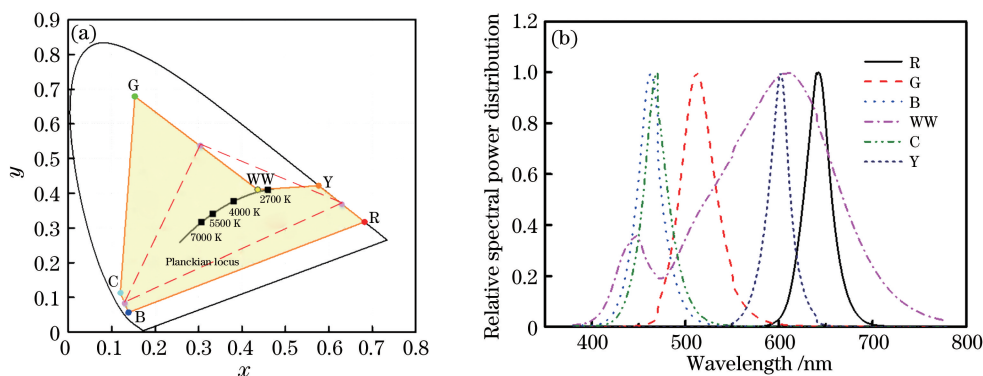 (a)
0.9
0.8
0.7
0.6
0.5
0.4
0.3
0.2
0.1
0
y
G
WW
Y
2700 K
4000 K
5500 K
7000 K
R
Planckian locus
C
B
0 0.1 0.2 0.3 0.4 0.5 0.6 0.7 0.8
x
(b)
1.2
1.0
0.8
0.6
0.4
0.2
0
Relative spectral power distribution
R
G
B
WW
C
Y
400 500 600 700 800
Wavelength /nm